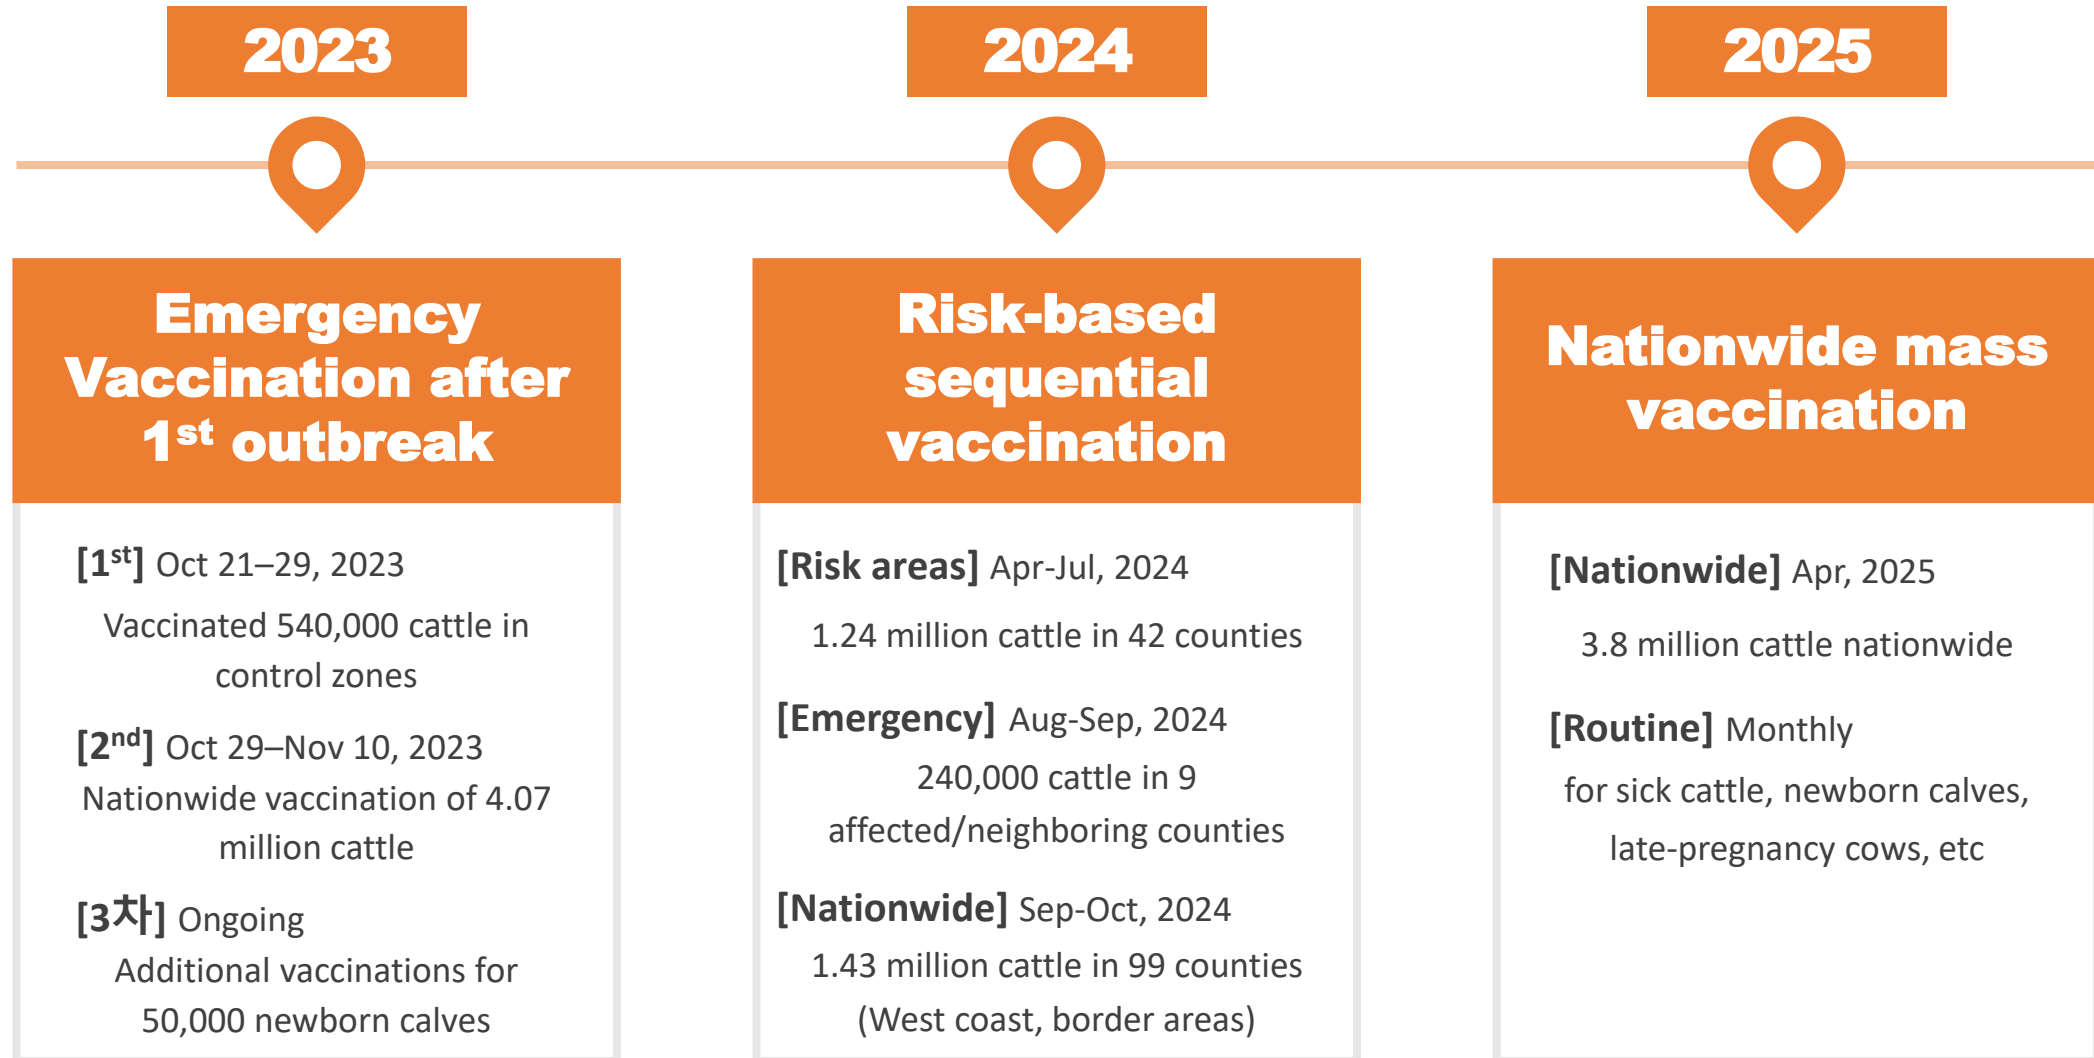 2023
Emergency
Vaccination after
1st outbreak
[1st] Oct 21–29, 2023
Vaccinated 540,000 cattle in
control zones
[2nd] Oct 29–Nov 10, 2023
Nationwide vaccination of 4.07
million cattle
[3차] Ongoing
Additional vaccinations for
50,000 newborn calves
2024
Risk-based
sequential
vaccination
[Risk areas] Apr-Jul, 2024
1.24 million cattle in 42 counties
[Emergency] Aug-Sep, 2024
240,000 cattle in 9
affected/neighboring counties
[Nationwide] Sep-Oct, 2024
1.43 million cattle in 99 counties
(West coast, border areas)
2025
Nationwide mass
vaccination
[Nationwide] Apr, 2025
3.8 million cattle nationwide
[Routine] Monthly
for sick cattle, newborn calves,
late-pregnancy cows, etc